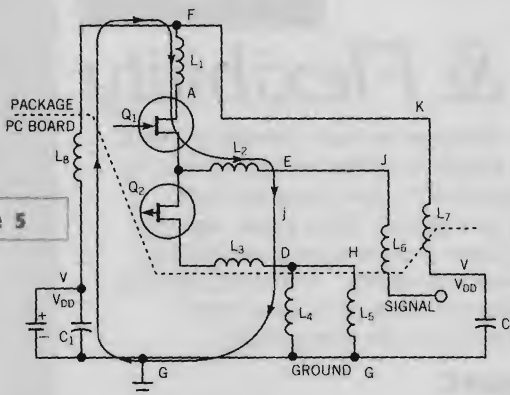 F
L1
A
K
PACKAGE
PC BOARD
Q1
L2
E
J
L8
Q2
j
L7
e 5
L3
D
H
L6
V
VDD
V
VDD
L4
L5
SIGNAL
+
−
C1
C
G
GROUND
G